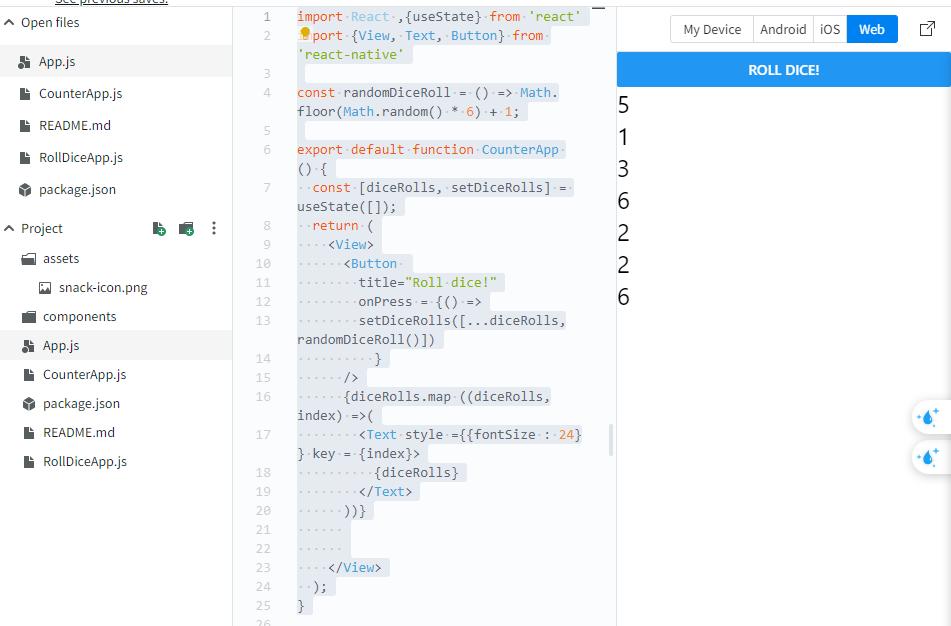 See previous saves.
Open files
App.js
CounterApp.js
README.md
RollDiceApp.js
package.json
Project
assets
snack-icon.png
components
App.js
CounterApp.js
package.json
README.md
RollDiceApp.js
1 import React ,{useState} from 'react'
2 port {View, Text, Button} from
'react-native'
3
4 const randomDiceRoll = () => Math.
floor(Math.random() * 6) + 1;
5
6 export default function CounterApp
() {
7 const [diceRolls, setDiceRolls] =
useState([]);
8 return (
9 <View>
10 <Button
11 title="Roll dice!"
12 onPress = {() =>
13 setDiceRolls([...diceRolls,
randomDiceRoll()])
14 }
15 />
16 {diceRolls.map ((diceRolls,
index) =>(
17 <Text style ={{fontSize : 24}
} key = {index}>
18 {diceRolls}
19 </Text>
20 ))}
21
22
23 </View>
24 );
25 }
26
My Device Android iOS Web
ROLL DICE!
5
1
3
6
2
2
6